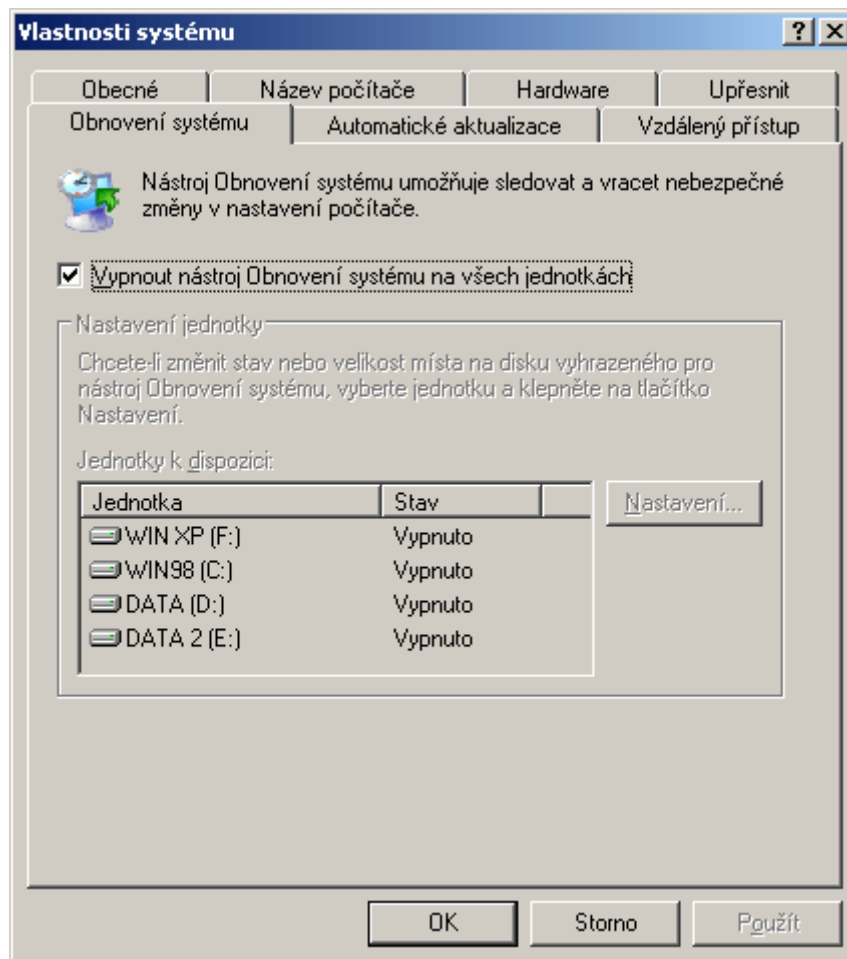 Vlastnosti systému
Obecné Název počítače Hardware Upřesnit
Obnovení systému Automatické aktualizace Vzdálený přístup
Nástroj Obnovení systému umožňuje sledovat a vracet nebezpečné
změny v nastavení počítače.
Vypnout nástroj Obnovení systému na všech jednotkách
Nastavení jednotky
Chcete-li změnit stav nebo velikost místa na disku vyhrazeného pro
nástroj Obnovení systému, vyberte jednotku a klepněte na tlačítko
Nastavení.
Jednotky k dispozici:
Jednotka Stav Nastavení...
WIN XP (F:) Vypnuto
WIN98 (C:) Vypnuto
DATA (D:) Vypnuto
DATA 2 (E:) Vypnuto
OK Storno Použít